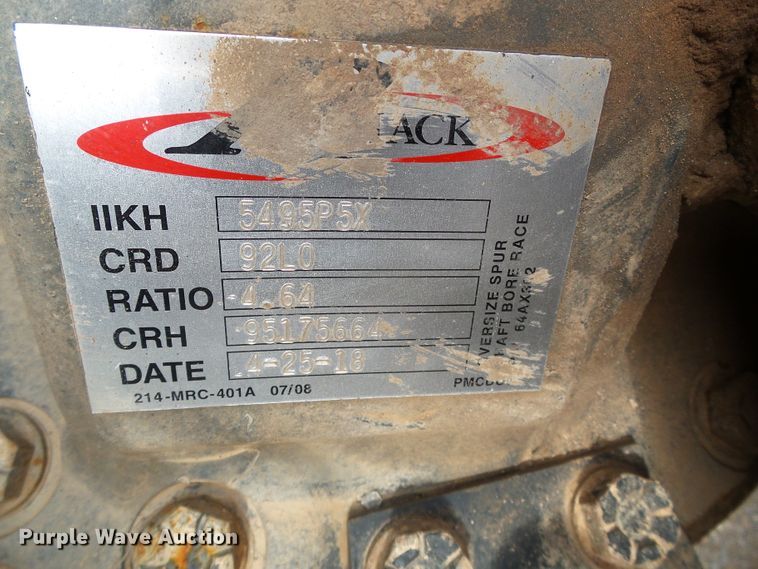 ACK
IIKH 5495P5X
CRD 92L0
RATIO 4.64
CRH 95175664
DATE 4-25-18
214-MRC-401A 07/08
VERSIZE SPUR
AFT BORE RACE
Purple Wave Auction